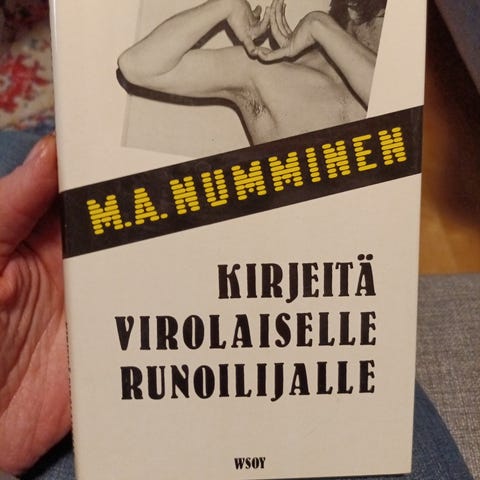 M.A. NUMMINEN
KIRJEITÄ
VIROLAISELLE
RUNOILIJALLE
WSOY